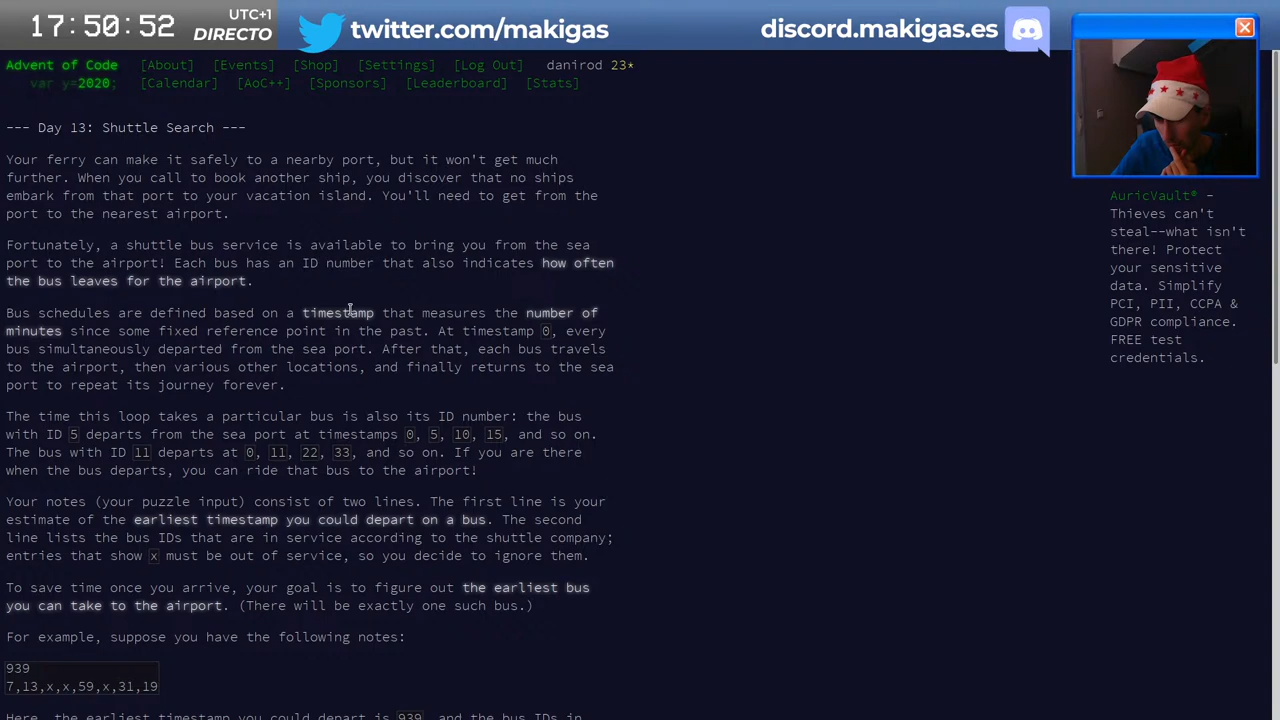 17:50:52
UTC+1
DIRECTO
twitter.com/makigas
discord.makigas.es
Advent of Code
[About] [Events] [Shop] [Settings] [Log Out] danirod 23*
var y=2020;
[Calendar] [AoC++] [Sponsors] [Leaderboard] [Stats]
--- Day 13: Shuttle Search ---
Your ferry can make it safely to a nearby port, but it won't get much
further. When you call to book another ship, you discover that no ships
embark from that port to your vacation island. You'll need to get from the
port to the nearest airport.
Fortunately, a shuttle bus service is available to bring you from the sea
port to the airport! Each bus has an ID number that also indicates how often
the bus leaves for the airport.
Bus schedules are defined based on a timestamp that measures the number of
minutes since some fixed reference point in the past. At timestamp 0, every
bus simultaneously departed from the sea port. After that, each bus travels
to the airport, then various other locations, and finally returns to the sea
port to repeat its journey forever.
The time this loop takes a particular bus is also its ID number: the bus
with ID 5 departs from the sea port at timestamps 0, 5, 10, 15, and so on.
The bus with ID 11 departs at 0, 11, 22, 33, and so on. If you are there
when the bus departs, you can ride that bus to the airport!
Your notes (your puzzle input) consist of two lines. The first line is your
estimate of the earliest timestamp you could depart on a bus. The second
line lists the bus IDs that are in service according to the shuttle company;
entries that show x must be out of service, so you decide to ignore them.
To save time once you arrive, your goal is to figure out the earliest bus
you can take to the airport. (There will be exactly one such bus.)
For example, suppose you have the following notes:
939
7,13,x,x,59,x,31,19
Here, the earliest timestamp you could depart is 939, and the bus IDs in
AuricVault® -
Thieves can't
steal--what isn't
there! Protect
your sensitive
data. Simplify
PCI, PII, CCPA &
GDPR compliance.
FREE test
credentials.